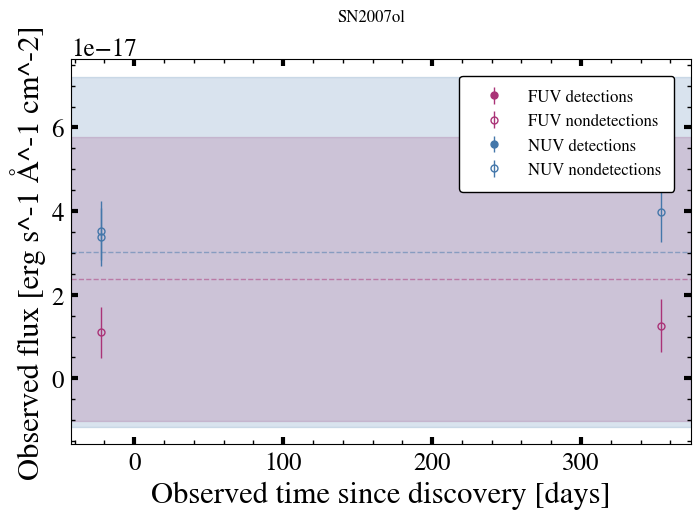 SN2007ol
1e−17
Observed flux [erg s^-1 Å^-1 cm^-2]
6
4
2
0
FUV detections
FUV nondetections
NUV detections
NUV nondetections
0 100 200 300
Observed time since discovery [days]